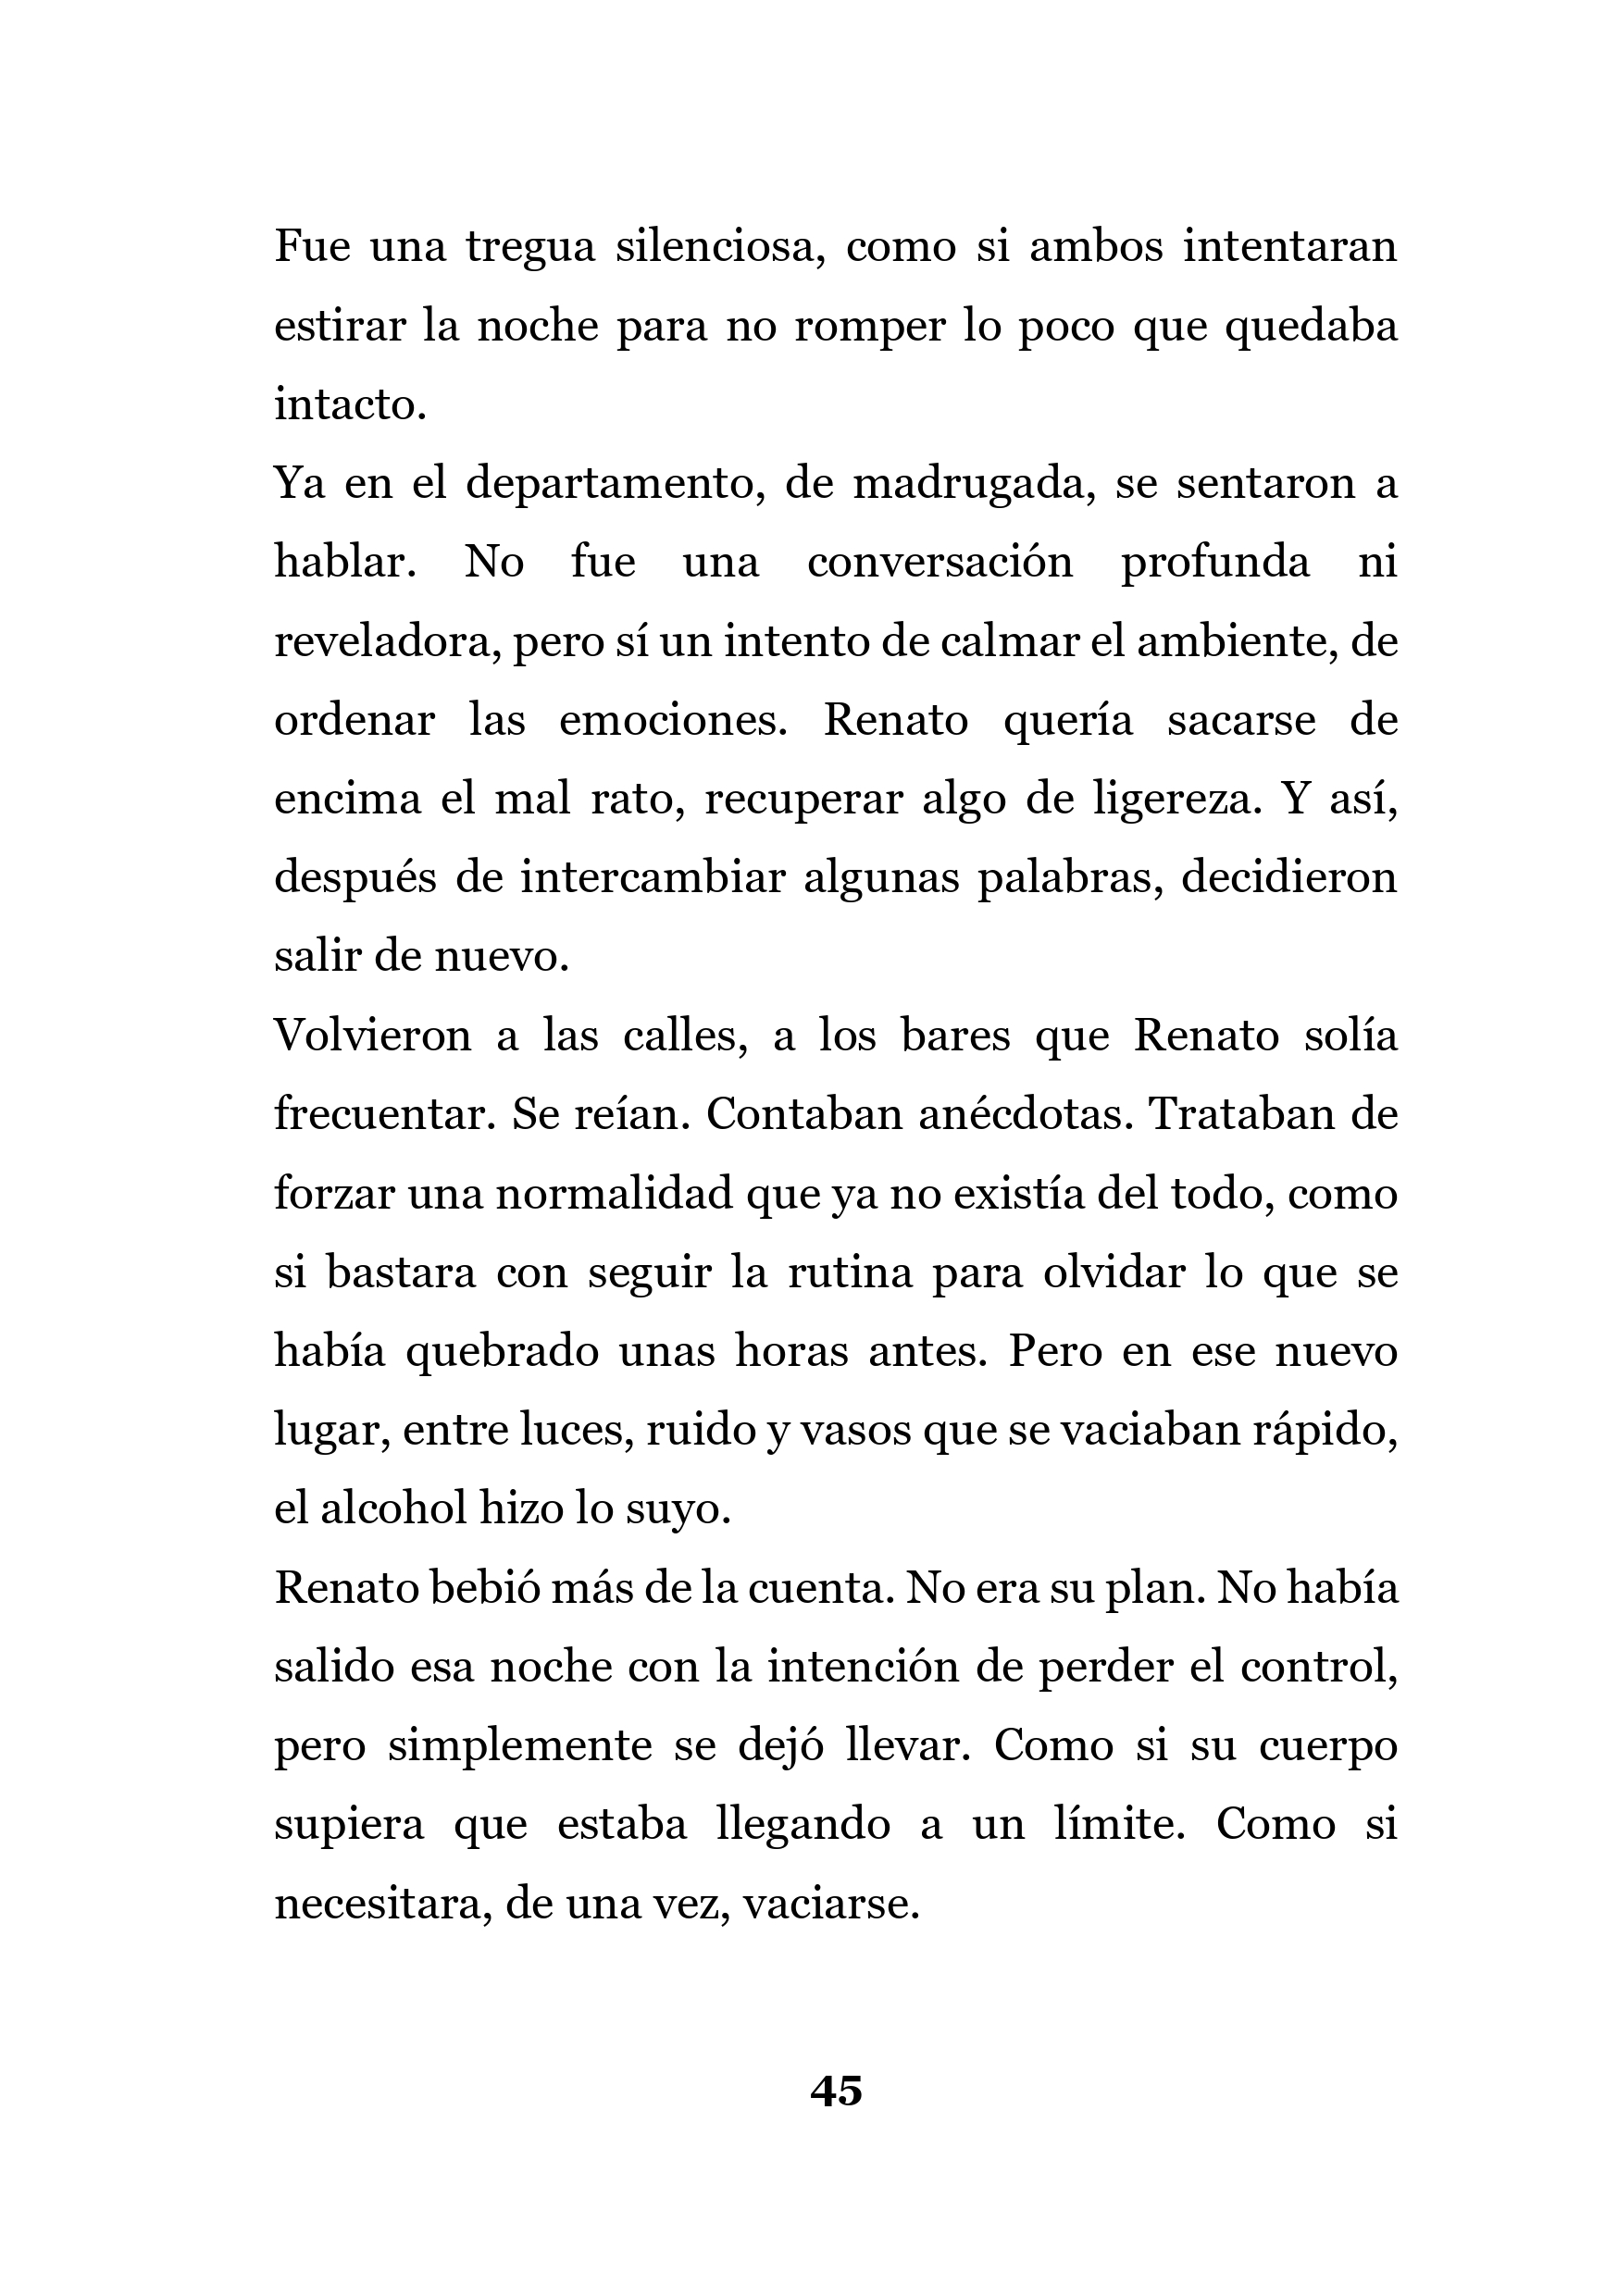 Fue una tregua silenciosa, como si ambos intentaran
estirar la noche para no romper lo poco que quedaba
intacto.
Ya en el departamento, de madrugada, se sentaron a
hablar. No fue una conversación profunda ni
reveladora, pero sí un intento de calmar el ambiente, de
ordenar las emociones. Renato quería sacarse de
encima el mal rato, recuperar algo de ligereza. Y así,
después de intercambiar algunas palabras, decidieron
salir de nuevo.
Volvieron a las calles, a los bares que Renato solía
frecuentar. Se reían. Contaban anécdotas. Trataban de
forzar una normalidad que ya no existía del todo, como
si bastara con seguir la rutina para olvidar lo que se
había quebrado unas horas antes. Pero en ese nuevo
lugar, entre luces, ruido y vasos que se vaciaban rápido,
el alcohol hizo lo suyo.
Renato bebió más de la cuenta. No era su plan. No había
salido esa noche con la intención de perder el control,
pero simplemente se dejó llevar. Como si su cuerpo
supiera que estaba llegando a un límite. Como si
necesitara, de una vez, vaciarse.
45